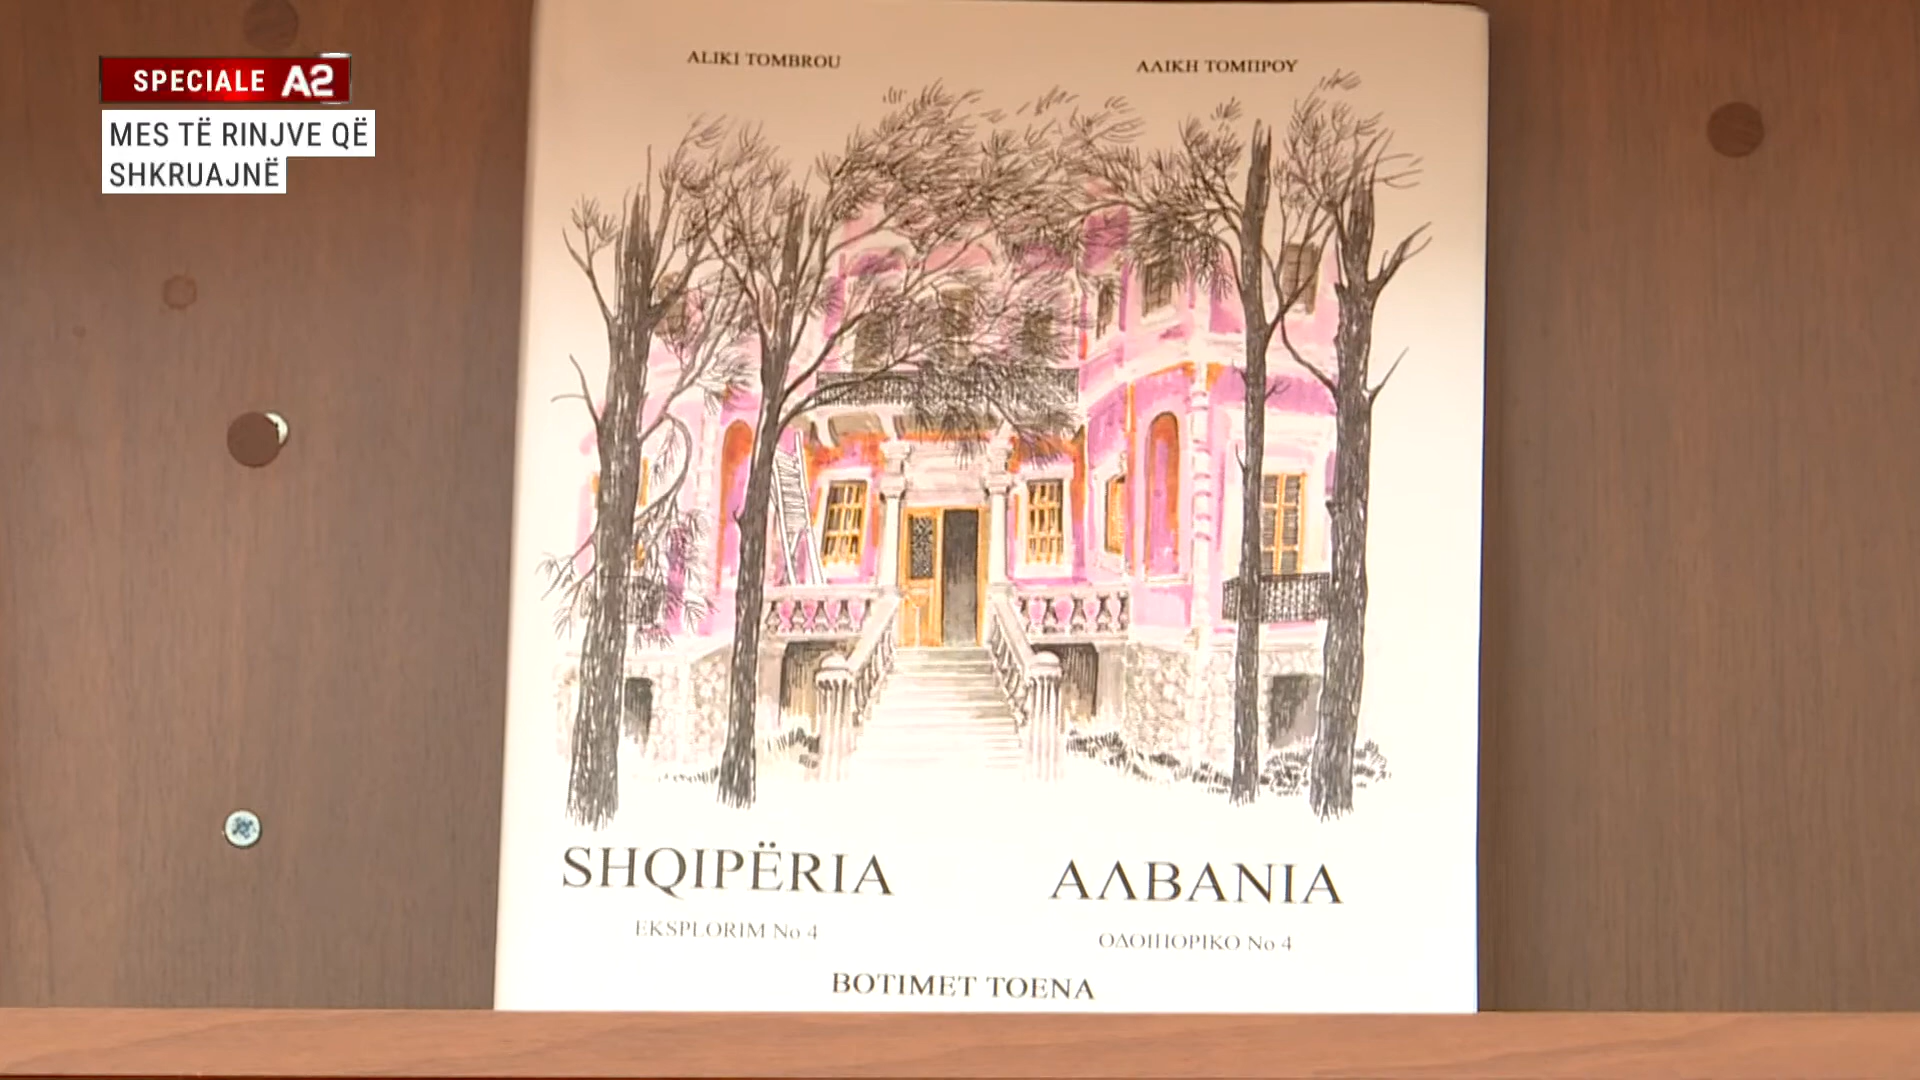 SPECIALE A2
MES TË RINJVE QË
SHKRUAJNË
ALIKI TOMBROU
ΑΛΙΚΗ ΤΟΜΠΡΟΥ
SHQIPËRIA
ΑΛΒΑΝΙΑ
EKSPLORIM No 4
ΟΔΟΙΠΟΡΙΚΟ No 4
BOTIMET TOENA